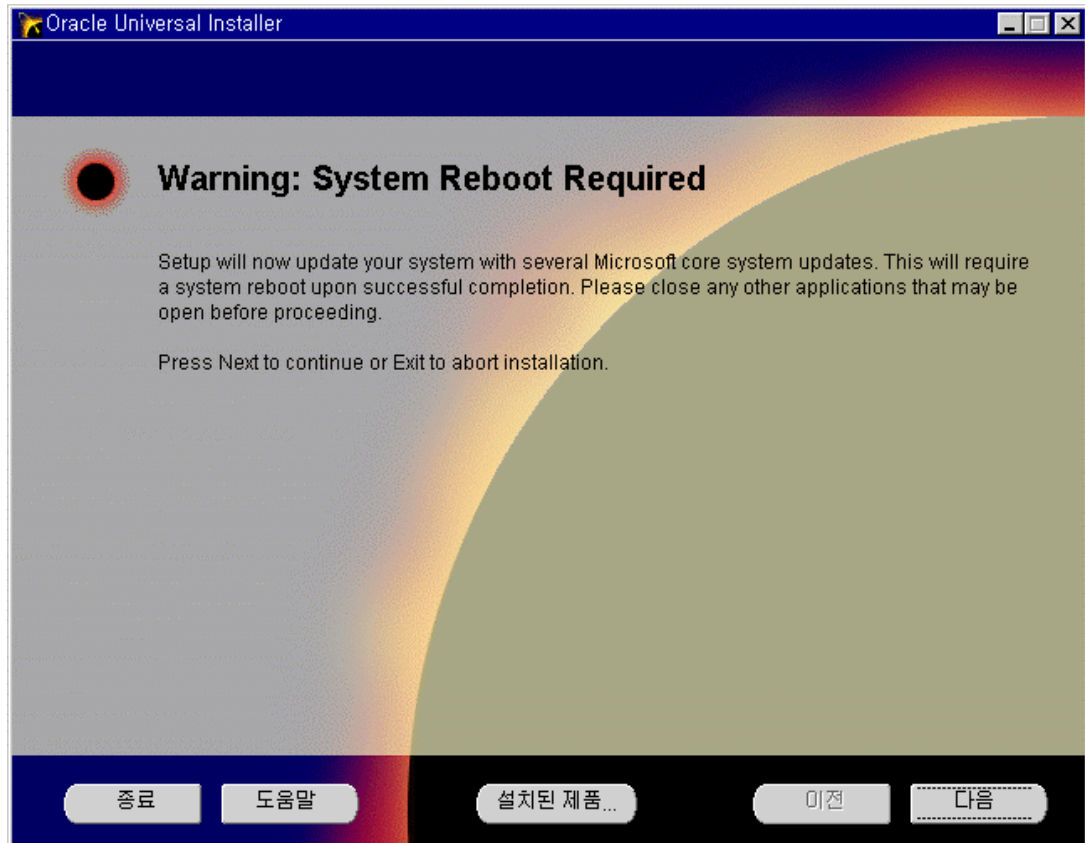 Oracle Universal Installer
Warning: System Reboot Required
Setup will now update your system with several Microsoft core system updates. This will require
a system reboot upon successful completion. Please close any other applications that may be
open before proceeding.
Press Next to continue or Exit to abort installation.
종료 도움말 설치된 제품... 이전 다음